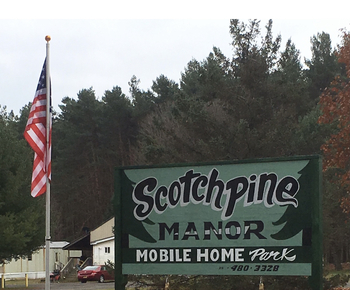 Scotchpine
MANOR
MOBILE HOME Park
480-3328